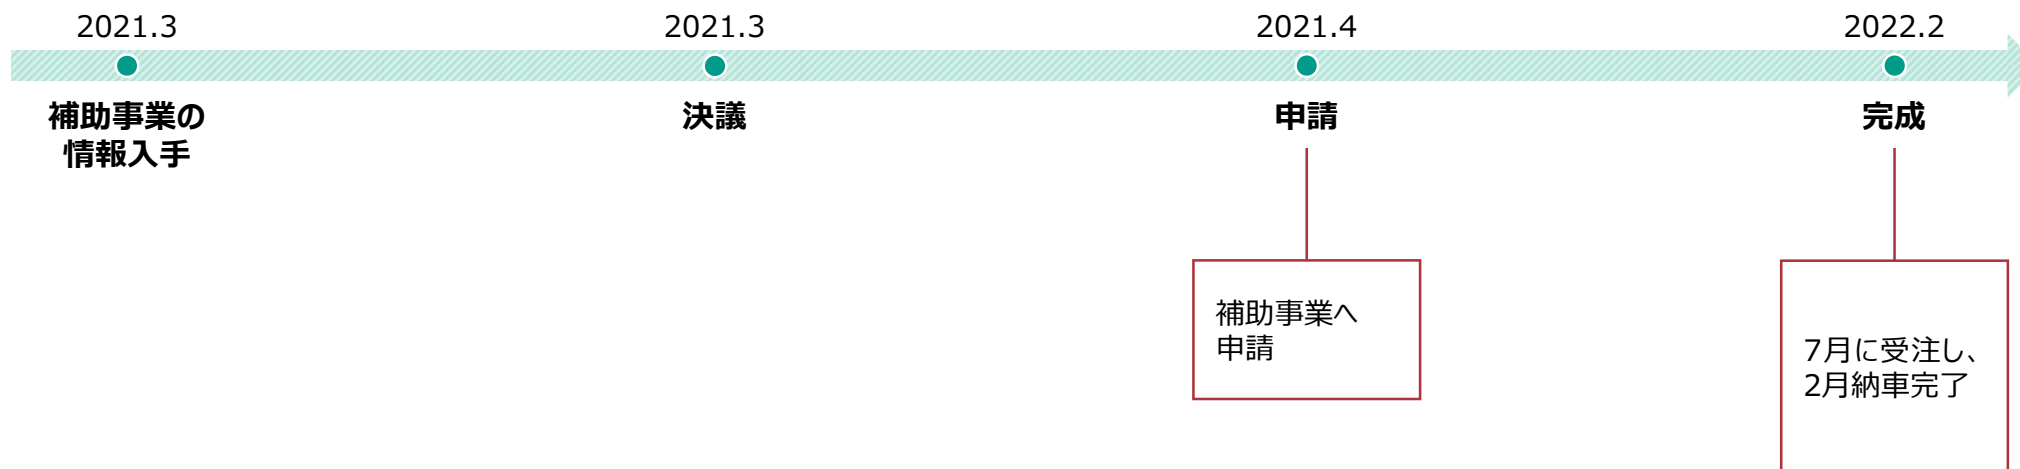 2021.3
2021.3
2021.4
2022.2
補助事業の
情報入手
決議
申請
完成
補助事業へ
申請
7月に受注し、
2月納車完了